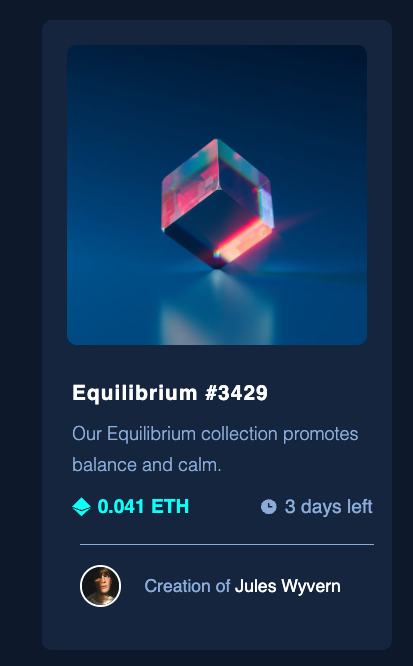 Equilibrium #3429
Our Equilibrium collection promotes
balance and calm.
0.041 ETH 3 days left
Creation of Jules Wyvern